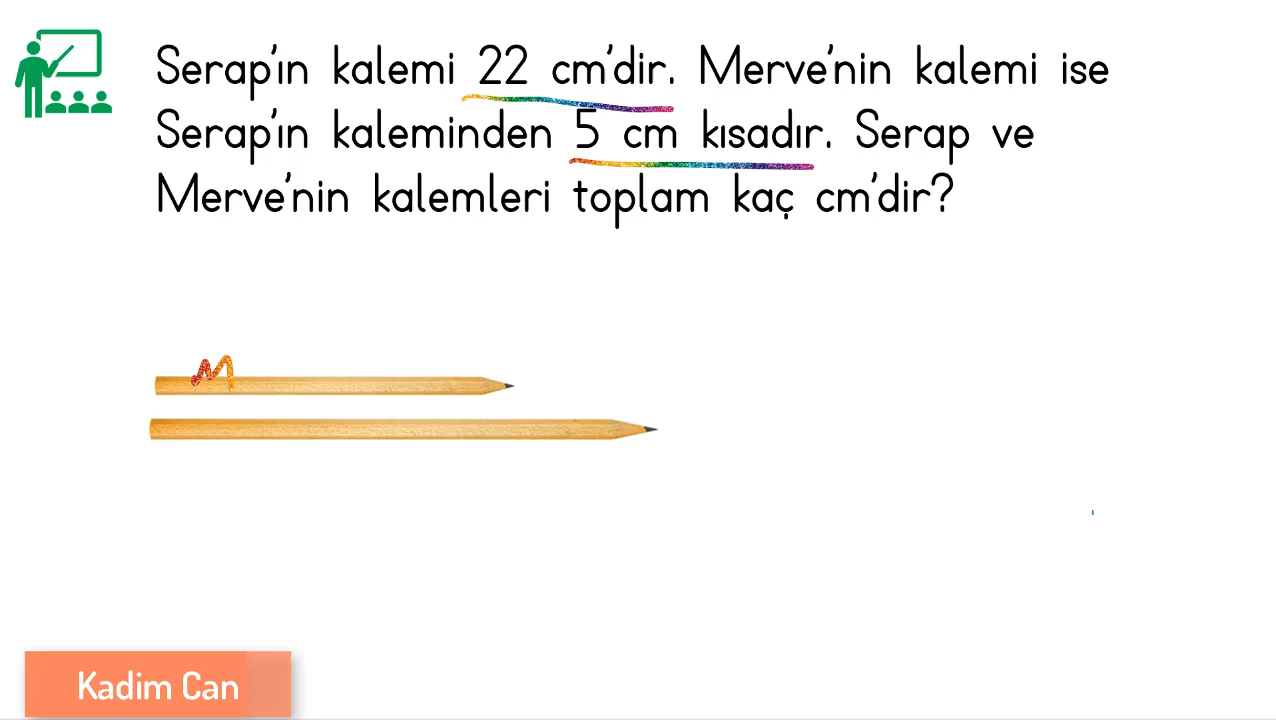 Serap'ın kalemi 22 cm'dir. Merve'nin kalemi ise
Serap'ın kaleminden 5 cm kısadır. Serap ve
Merve'nin kalemleri toplam kaç cm'dir?
M
Kadim Can